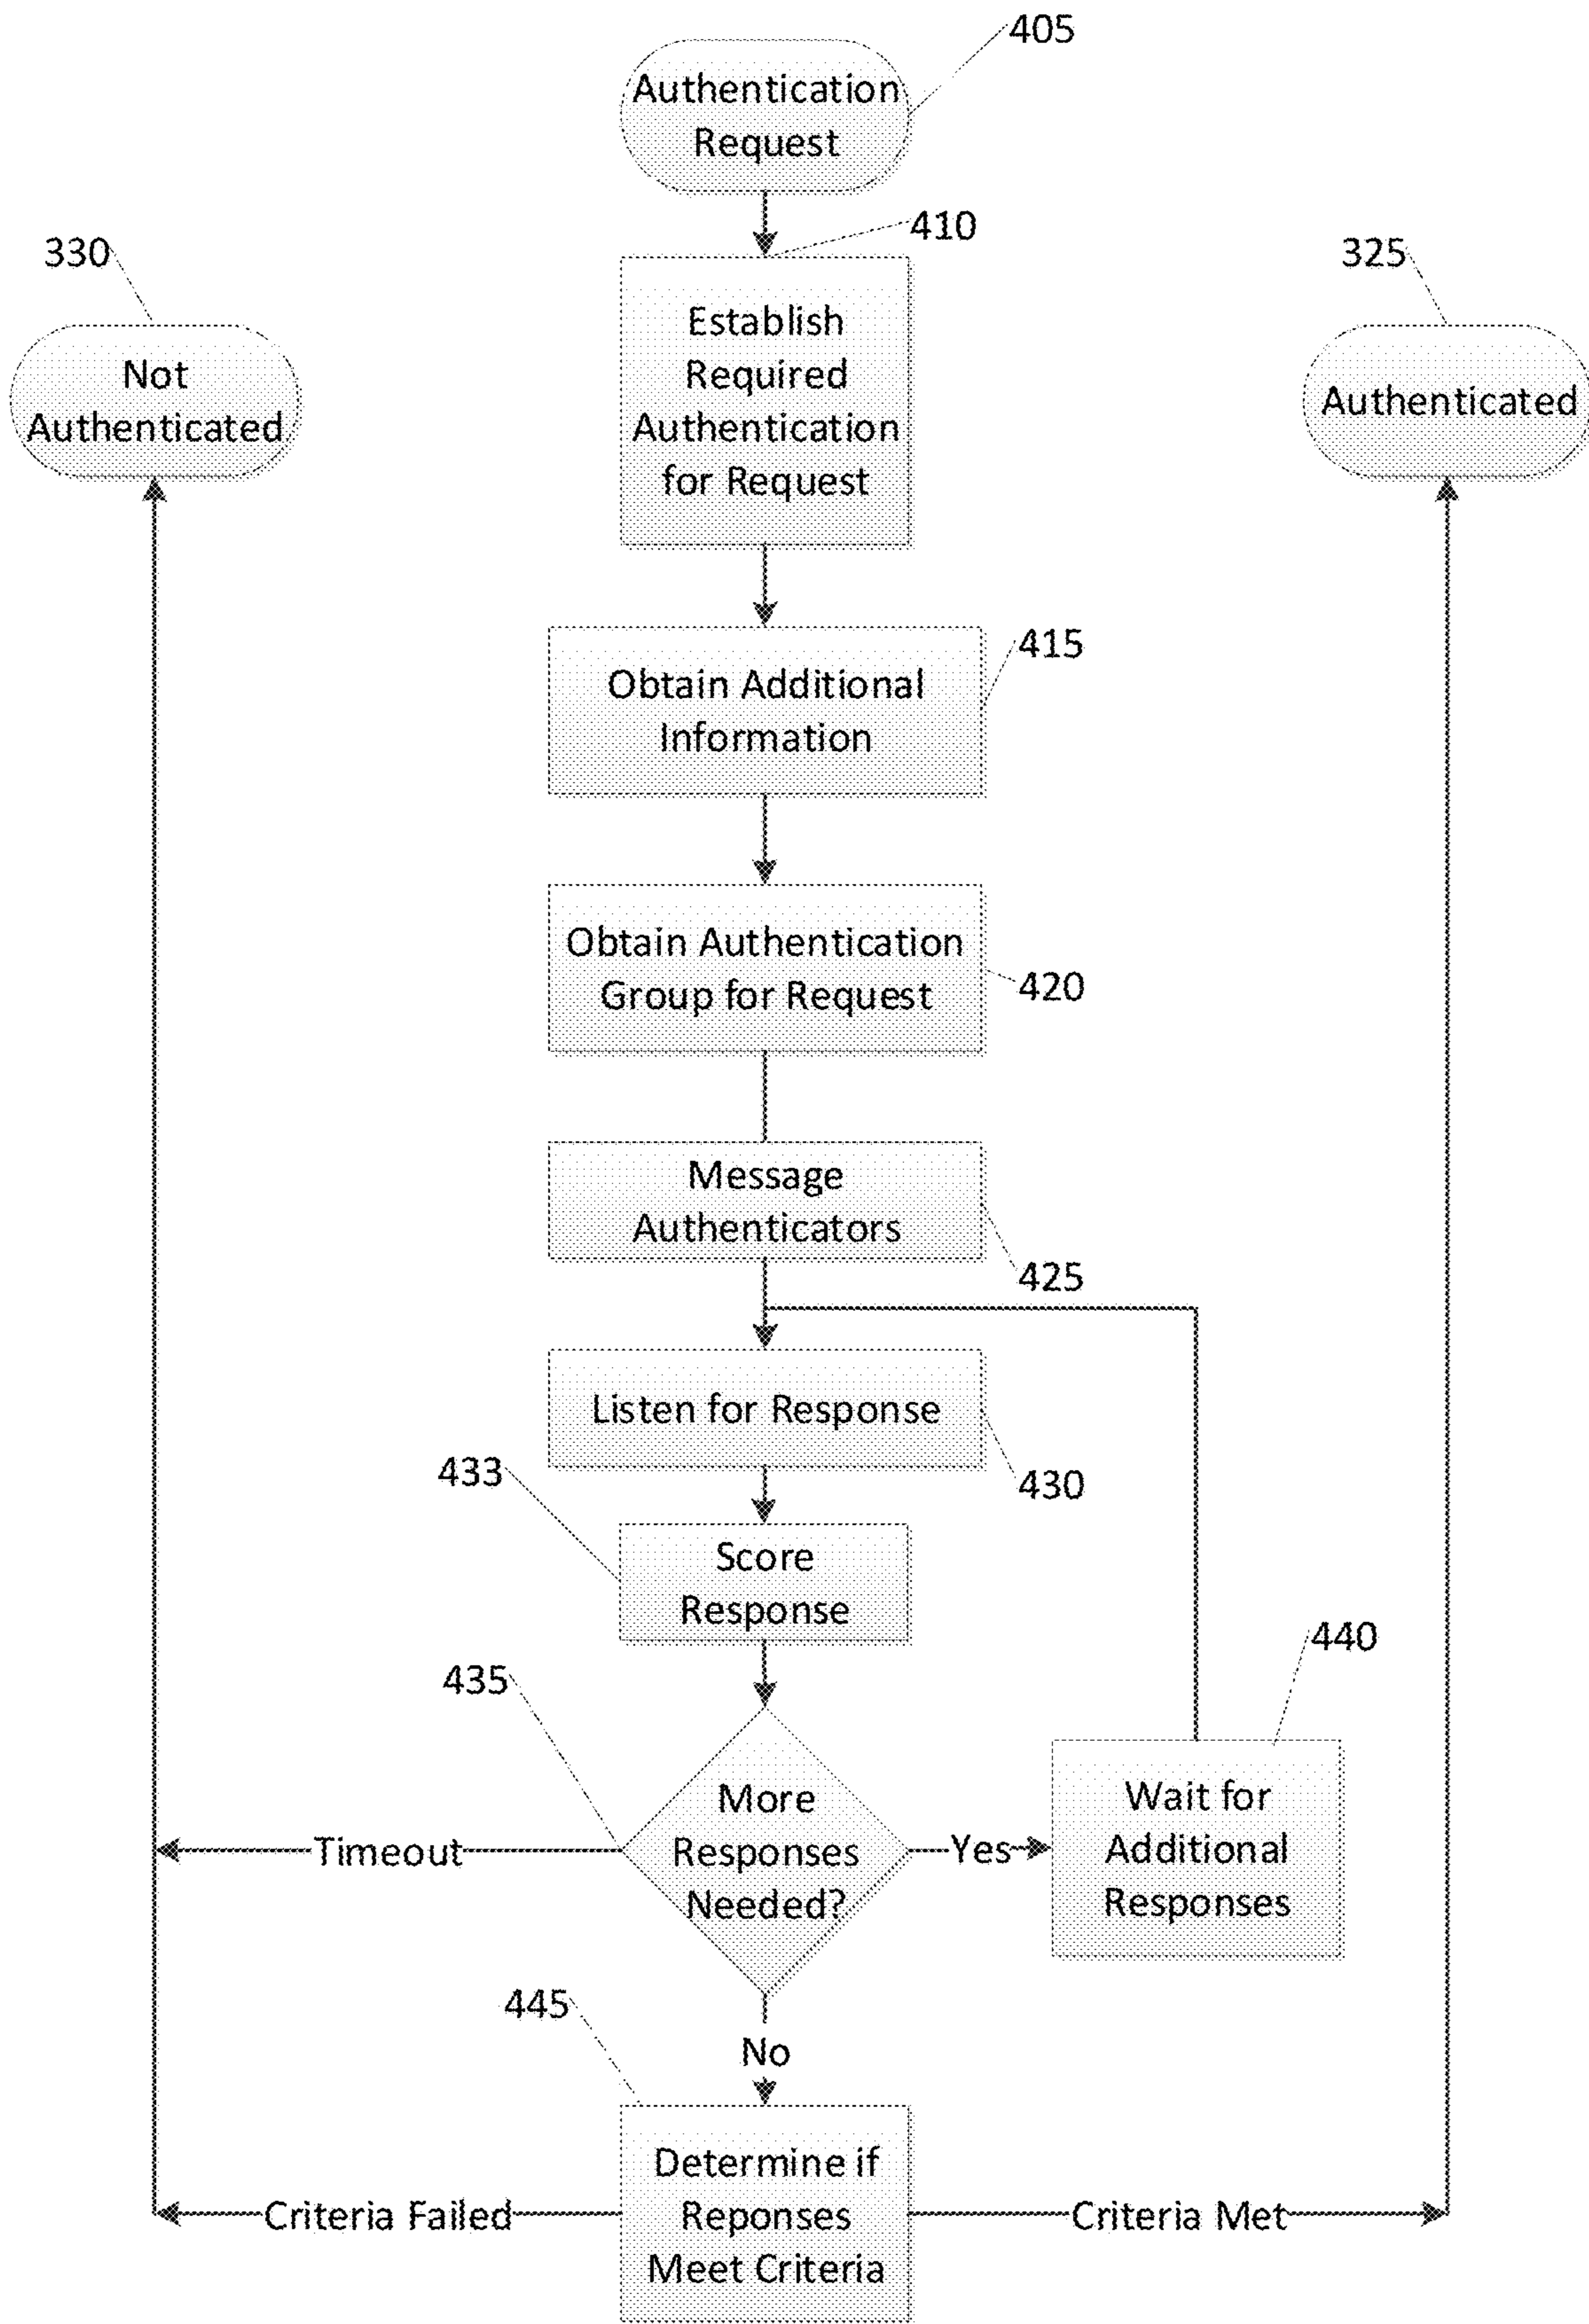 405
Authentication
Request
410
330
325
Establish
Required
Authentication
for Request
Not
Authenticated
Authenticated
415
Obtain Additional
Information
Obtain Authentication
Group for Request
420
Message
Authenticators
425
Listen for Response
433
430
Score
Response
440
435
More
Responses
Needed?
Timeout
Yes
Wait for
Additional
Responses
445
No
Determine if
Reponses
Meet Criteria
Criteria Failed
Criteria Met